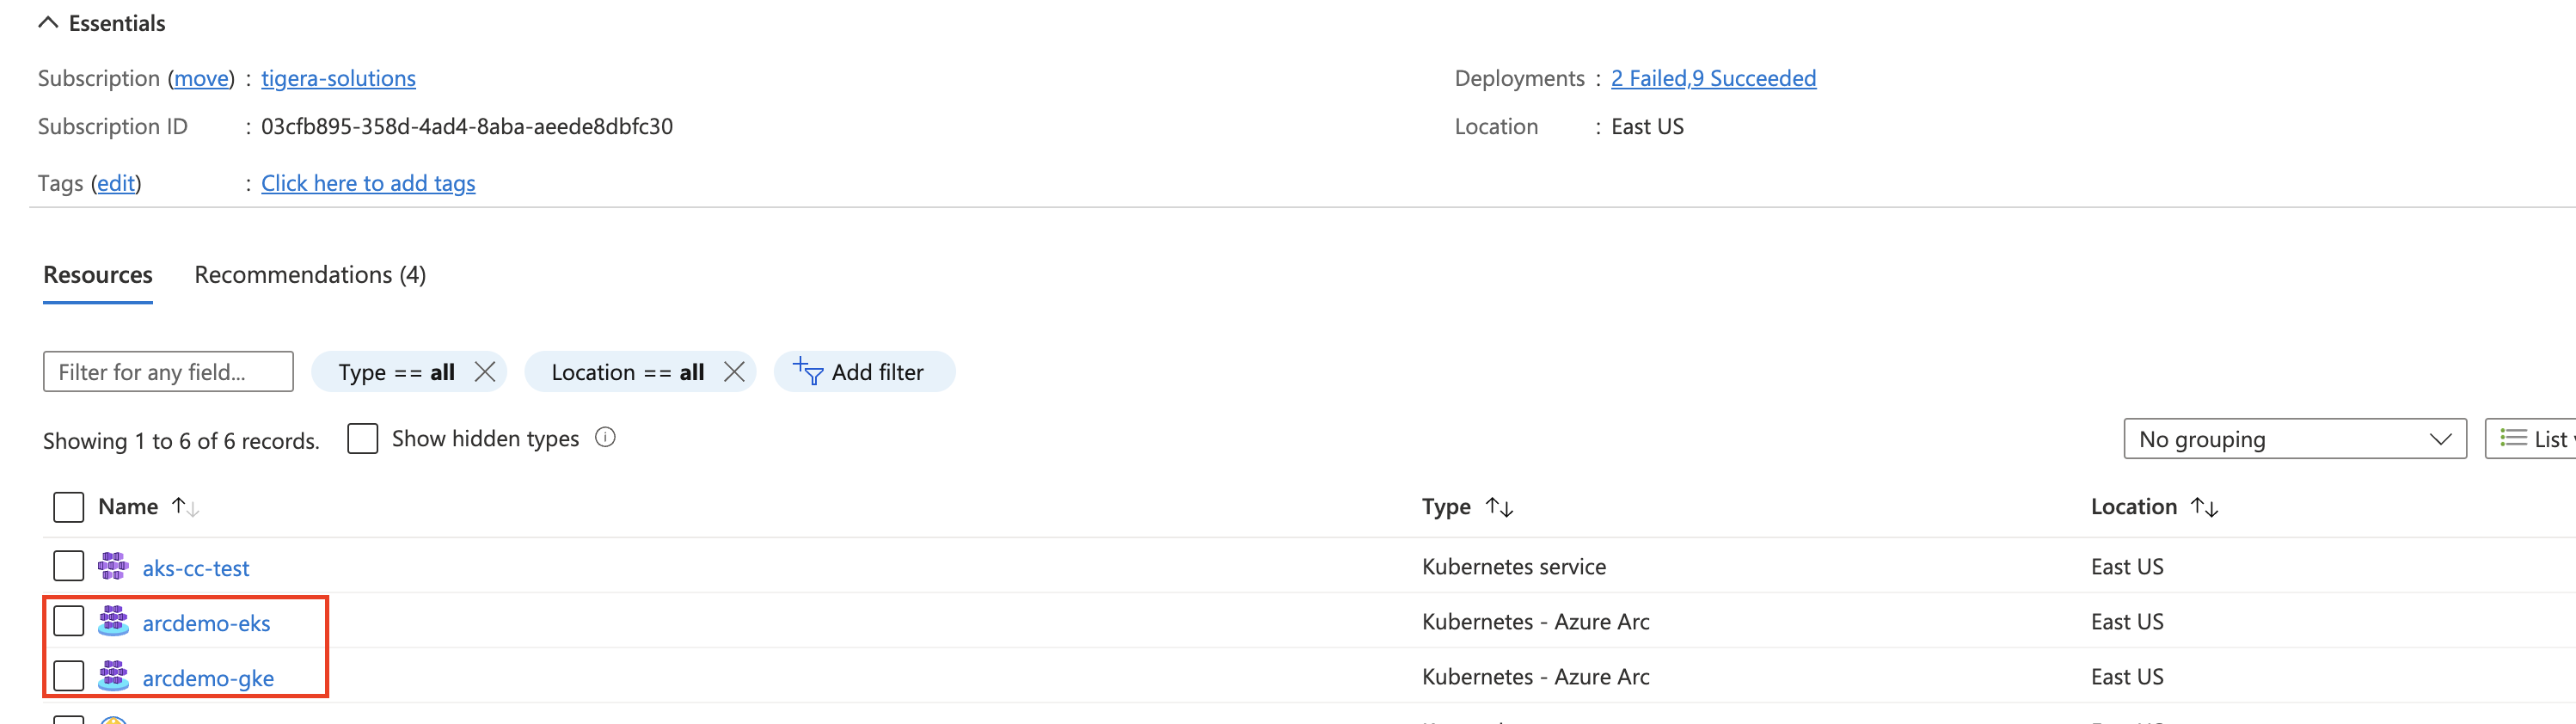 Essentials
Subscription (move) : tigera-solutions
Deployments : 2 Failed,9 Succeeded
Subscription ID : 03cfb895-358d-4ad4-8aba-aeede8dbfc30
Location : East US
Tags (edit) : Click here to add tags
Resources Recommendations (4)
Filter for any field... Type == all Location == all Add filter
Showing 1 to 6 of 6 records. Show hidden types No grouping List
Name Type Location
aks-cc-test Kubernetes service East US
arcdemo-eks Kubernetes - Azure Arc East US
arcdemo-gke Kubernetes - Azure Arc East US